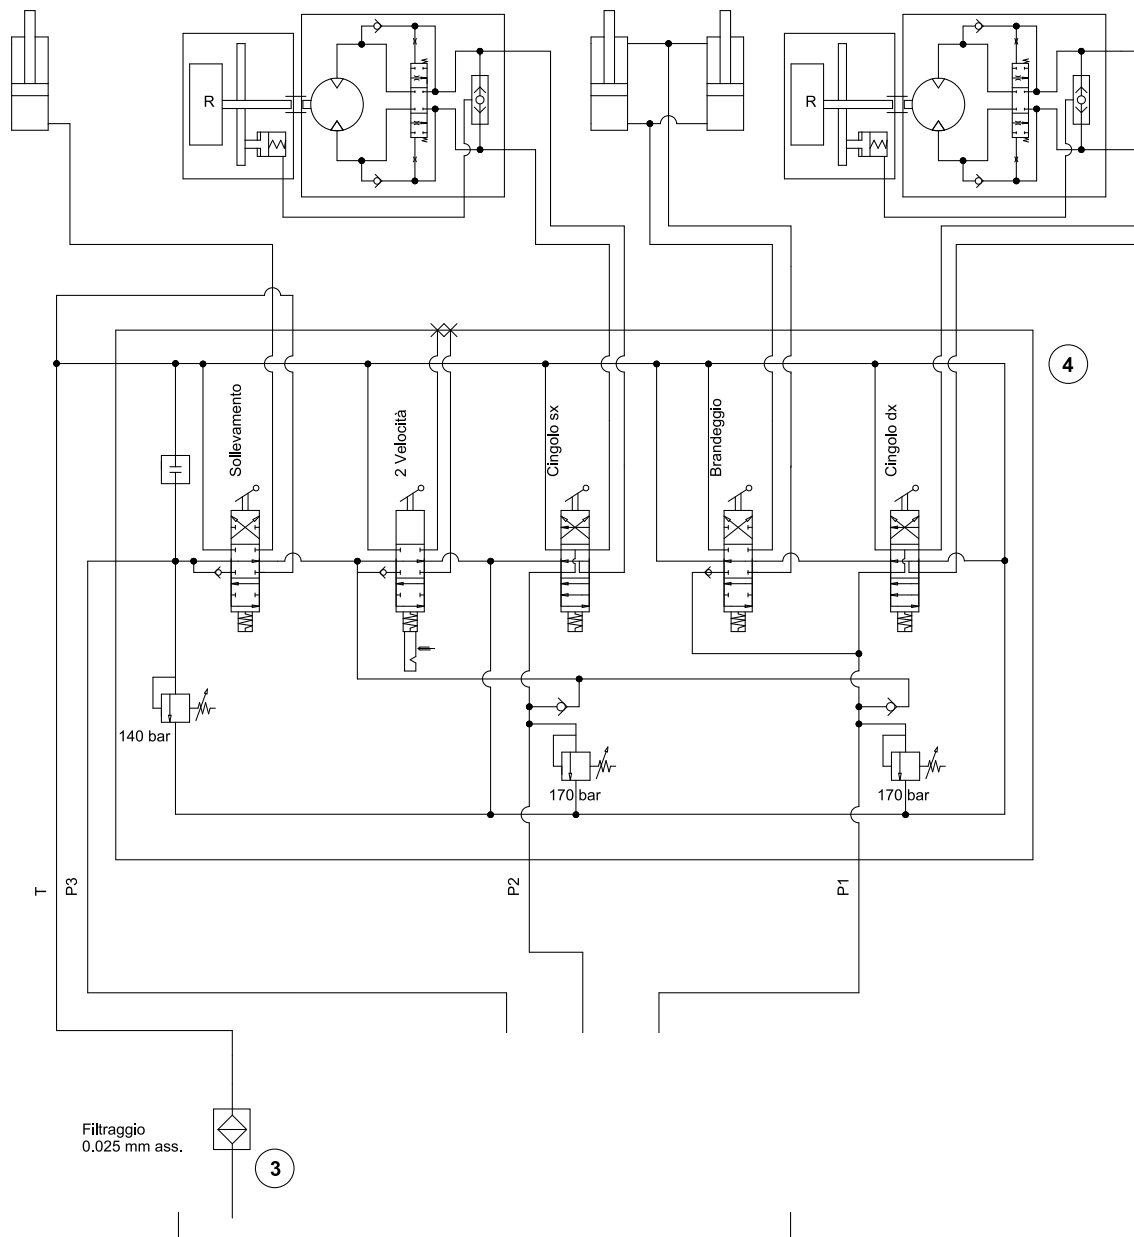 R
R
4
Sollevamento
2 Velocità
Cingolo sx
Brandeggio
Cingolo dx
140 bar
170 bar
170 bar
T
P3
P2
P1
Filtraggio
0.025 mm ass.
3